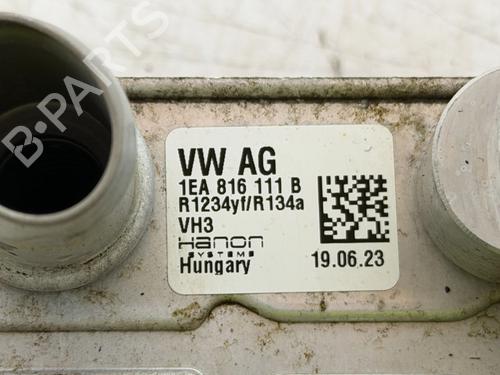 B-PARTS
VW AG
1EA 816 111 B
R1234yf/R134a
VH3
Hanon
SYSTEMS
Hungary
19.06.23